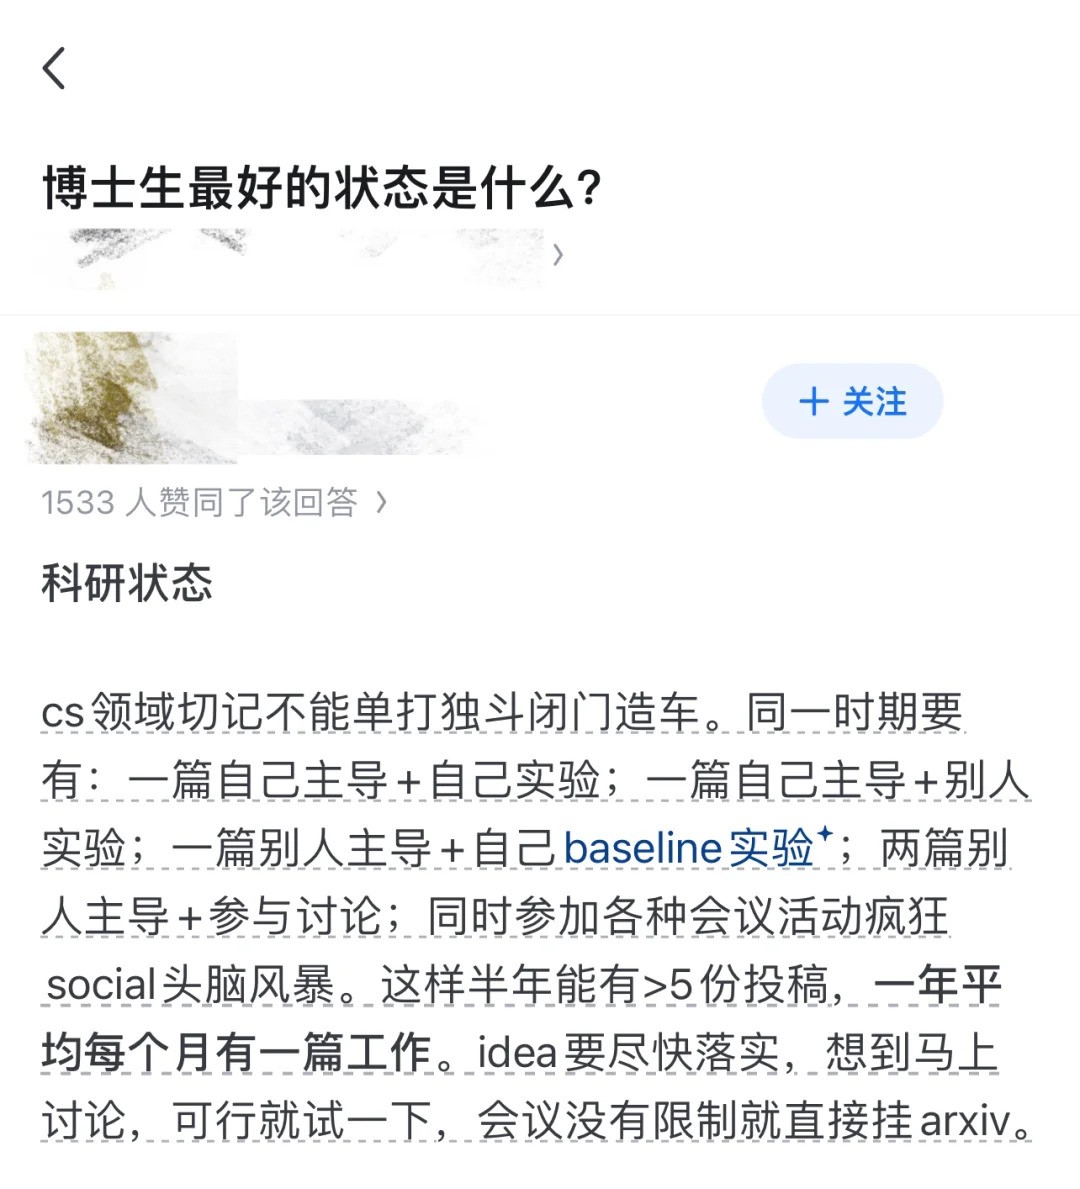 博士生最好的状态是什么?
+ 关注
1533 人赞同了该回答 >
科研状态
cs领域切记不能单打独斗闭门造车。同一时期要
有：一篇自己主导+自己实验；一篇自己主导+别人
实验；一篇别人主导+自己baseline实验；两篇别
人主导+参与讨论；同时参加各种会议活动疯狂
social头脑风暴。这样半年能有>5份投稿，一年平
均每个月有一篇工作。idea要尽快落实，想到马上
讨论，可行就试一下，会议没有限制就直接挂arxiv。